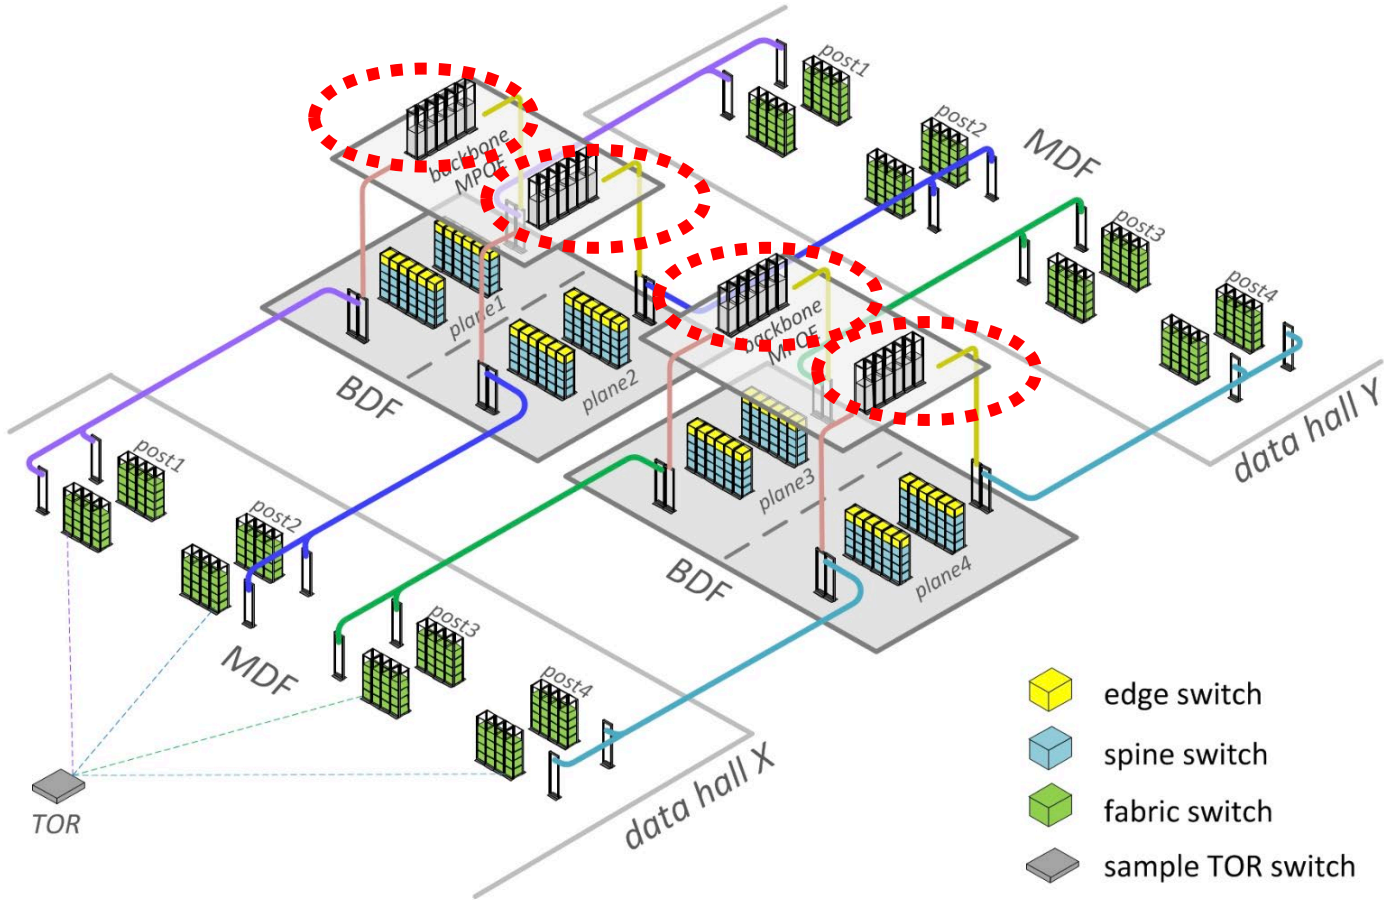 post1
post2
MDF
post3
post4
data hall Y
backbone
MPOE
plane1
plane2
BDF
backbone
MPOE
plane3
plane4
BDF
post1
post2
post3
post4
MDF
data hall X
TOR
edge switch
spine switch
fabric switch
sample TOR switch